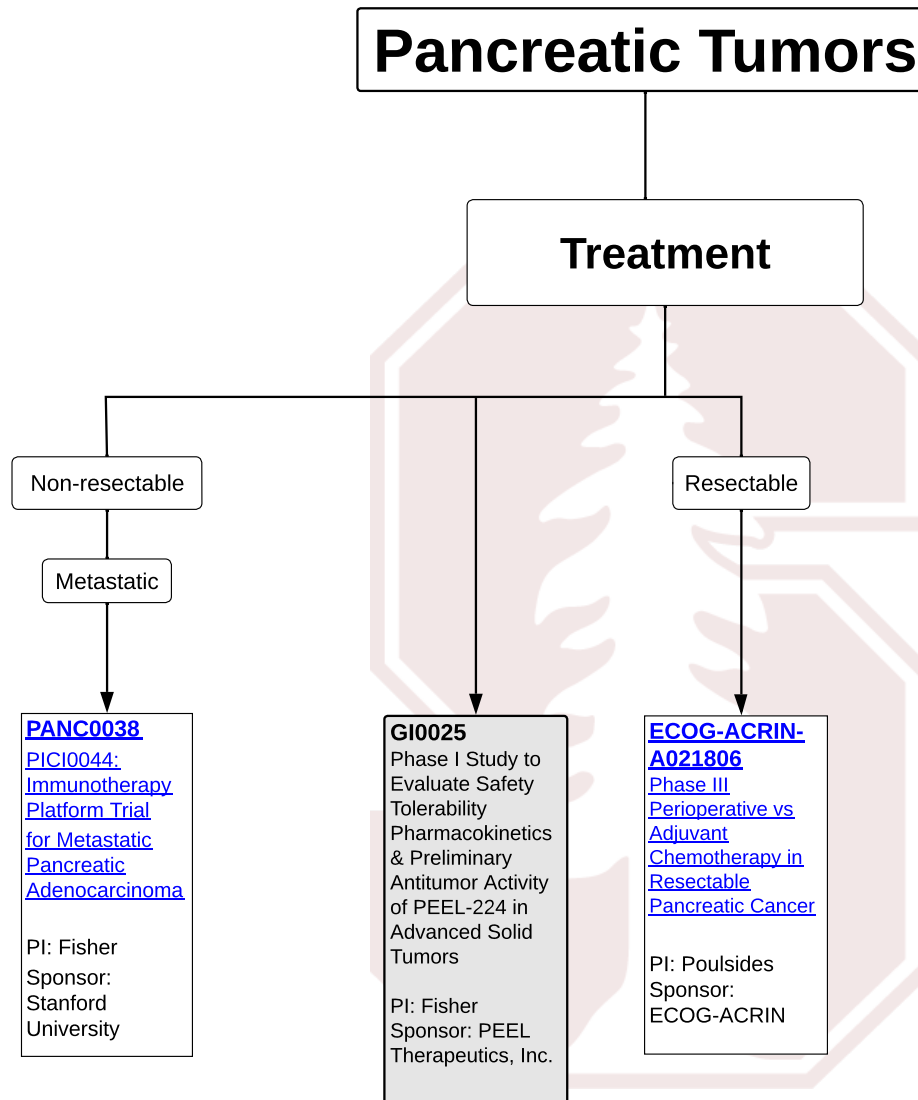 Pancreatic Tumors
Treatment
Non-resectable
Resectable
Metastatic
PANC0038
PICI0044:
Immunotherapy
Platform Trial
for Metastatic
Pancreatic
Adenocarcinoma
PI: Fisher
Sponsor:
Stanford
University
GI0025
Phase I Study to
Evaluate Safety
Tolerability
Pharmacokinetics
& Preliminary
Antitumor Activity
of PEEL-224 in
Advanced Solid
Tumors
PI: Fisher
Sponsor: PEEL
Therapeutics, Inc.
ECOG-ACRIN-
A021806
Phase III
Perioperative vs
Adjuvant
Chemotherapy in
Resectable
Pancreatic Cancer
PI: Poulsides
Sponsor:
ECOG-ACRIN